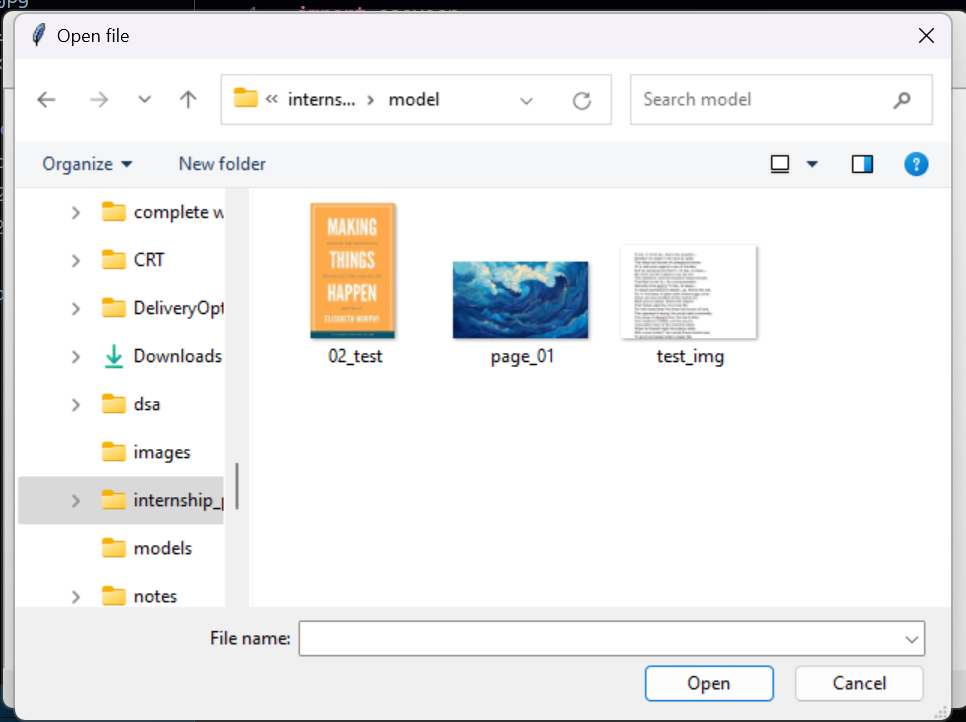 Open file
« interns... › model
Search model
Organize
New folder
?
complete w
CRT
DeliveryOpt
Downloads
dsa
images
internship_p
models
notes
MAKING
THINGS
HAPPEN
ELIZABETH MURPHY
02_test
page_01
test_img
File name:
Open
Cancel